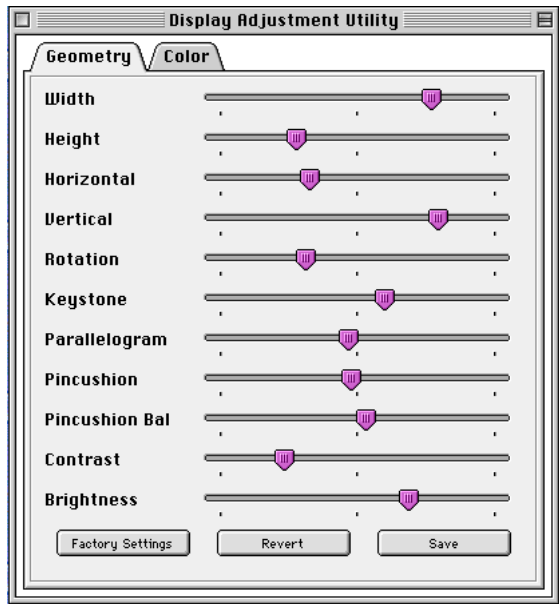 Display Adjustment Utility
Geometry Color
Width
Height
Horizontal
Vertical
Rotation
Keystone
Parallelogram
Pincushion
Pincushion Bal
Contrast
Brightness
Factory Settings Revert Save